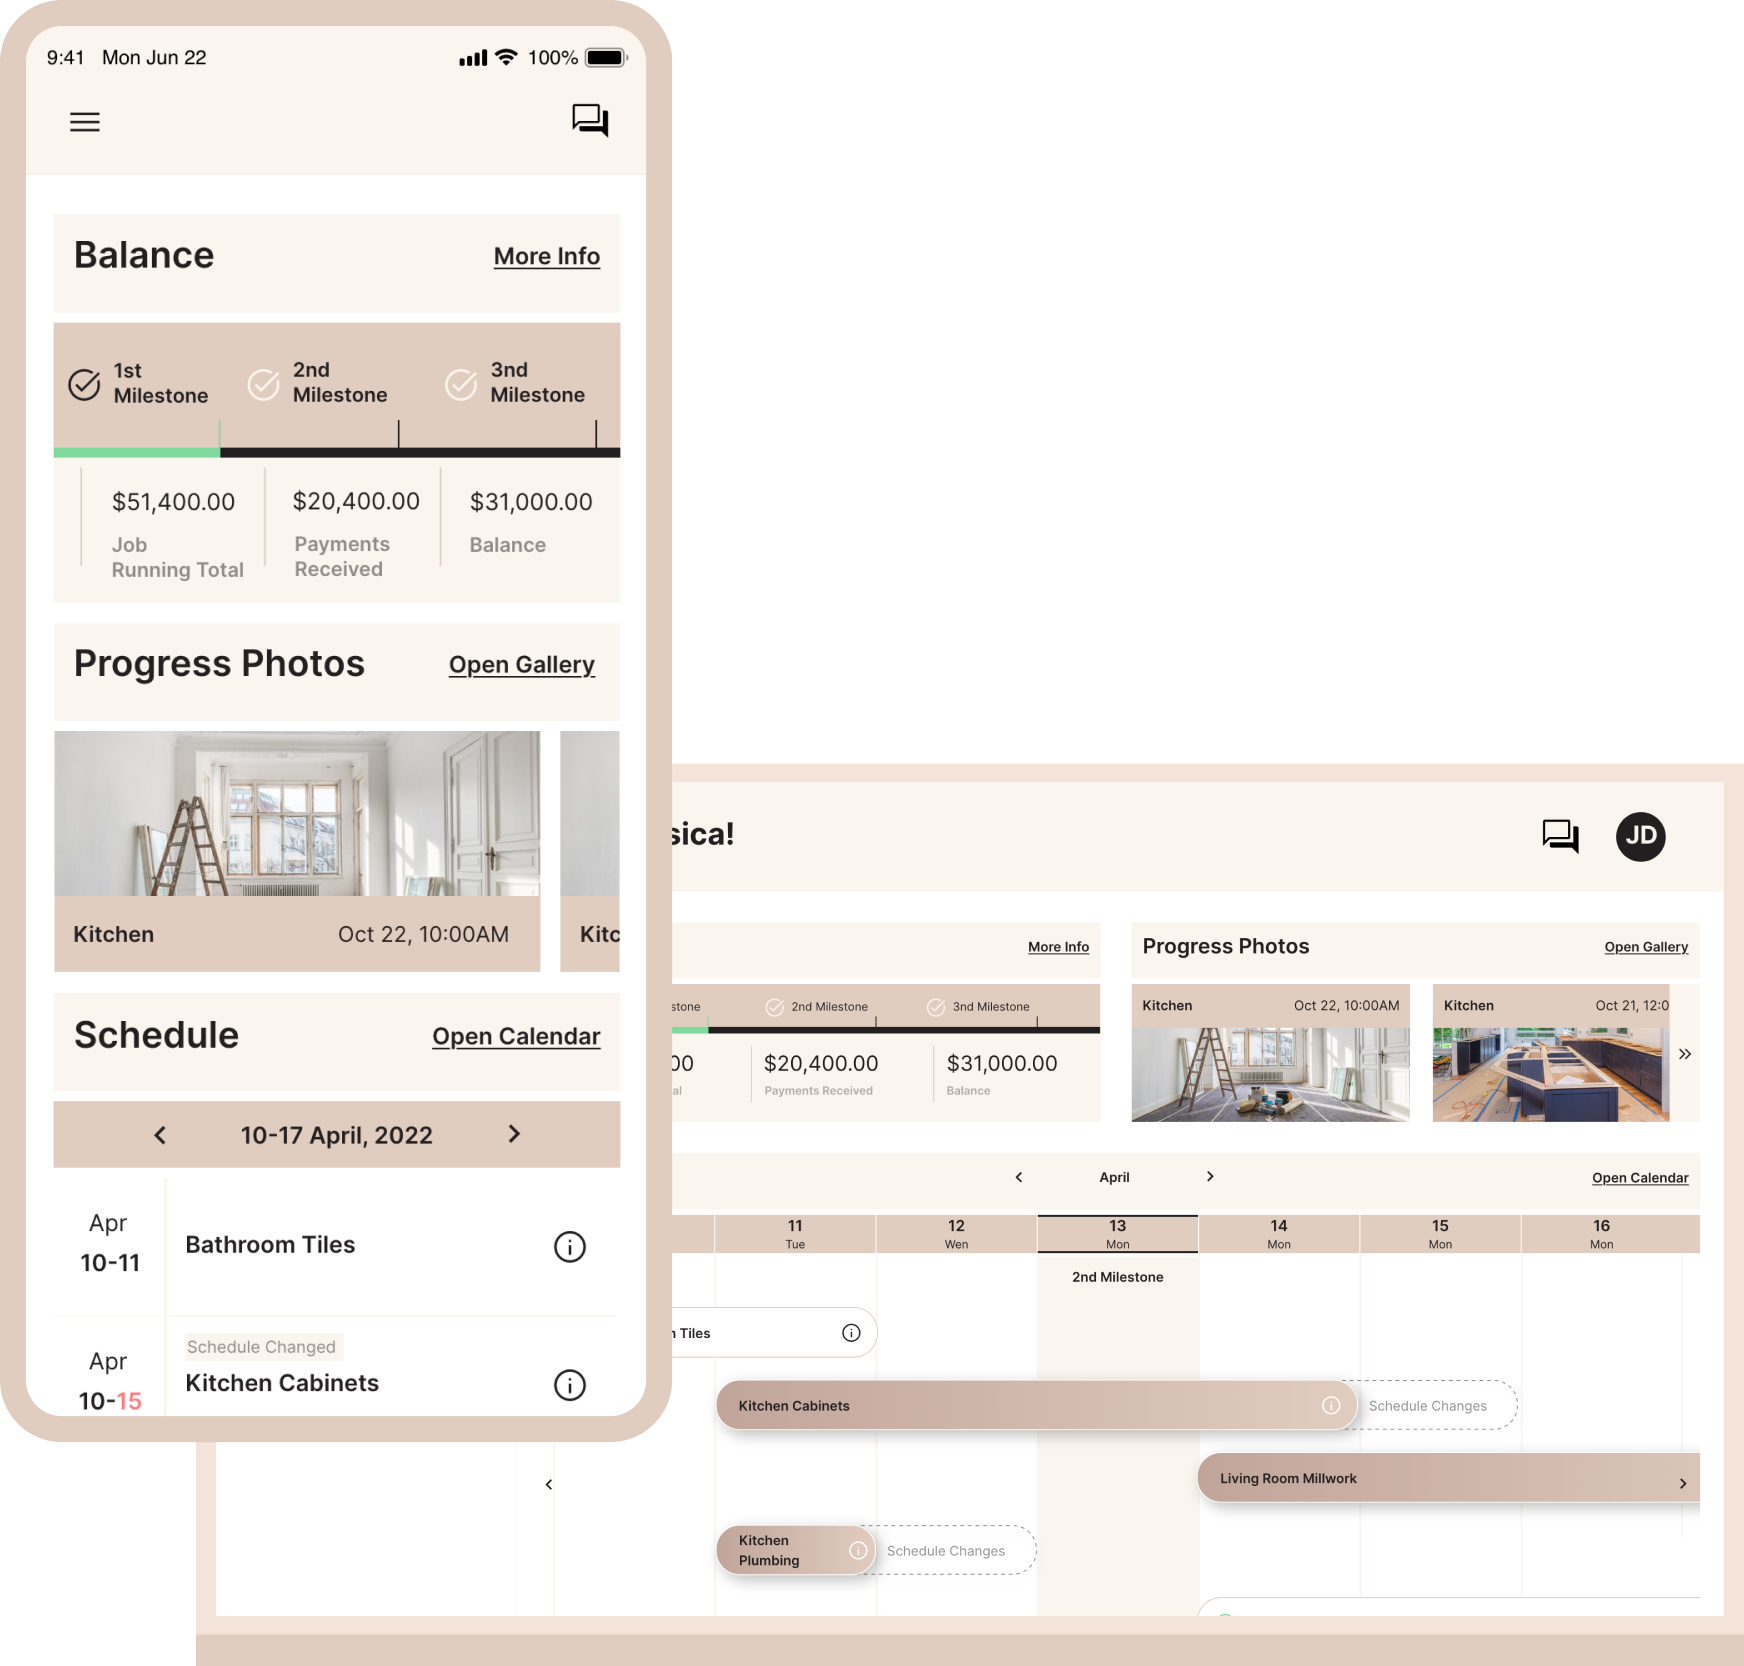 9:41 Mon Jun 22 100%
Balance More Info
1st
Milestone
2nd
Milestone
3nd
Milestone
$51,400.00 $20,400.00 $31,000.00
Job
Running Total
Payments
Received
Balance
Progress Photos Open Gallery
Kitchen Oct 22, 10:00AM
Kitc
Schedule Open Calendar
10-17 April, 2022
Apr
10-11
Bathroom Tiles
Apr
10-15
Schedule Changed
Kitchen Cabinets
sica!
JD
More Info
stone 2nd Milestone 3nd Milestone
00 $20,400.00 $31,000.00
al Payments Received Balance
Progress Photos Open Gallery
Kitchen Oct 22, 10:00AM
Kitchen Oct 21, 12:0
April
Open Calendar
11 12 13 14 15 16
Tue Wen Mon Mon Mon Mon
2nd Milestone
n Tiles
Kitchen Cabinets Schedule Changes
Living Room Millwork
Kitchen
Plumbing
Schedule Changes